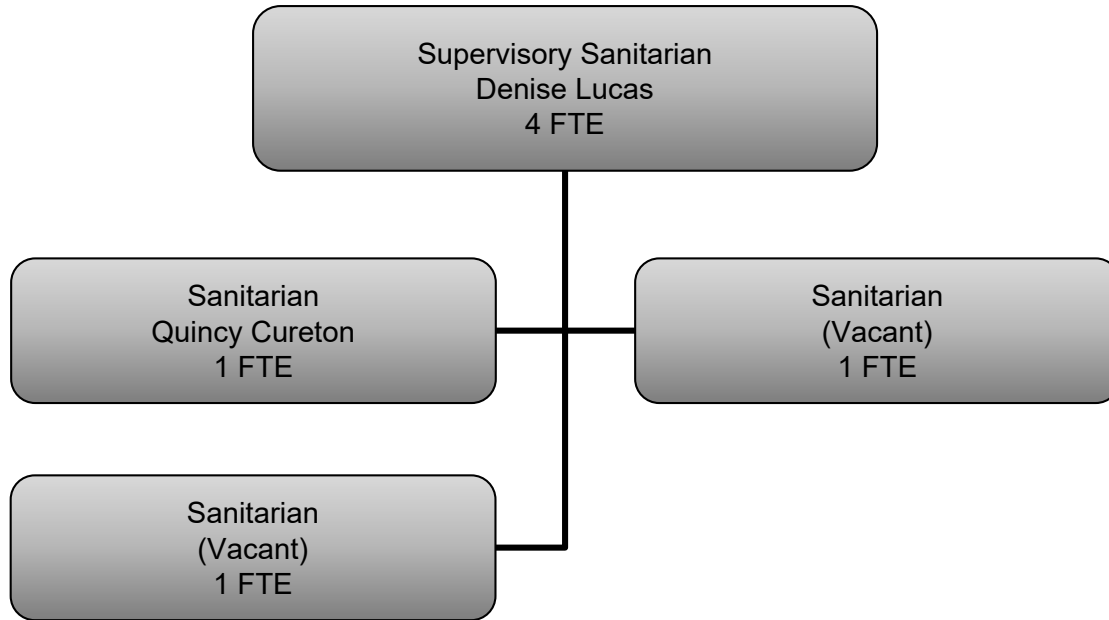 Supervisory Sanitarian
Denise Lucas
4 FTE
Sanitarian
Quincy Cureton
1 FTE
Sanitarian
(Vacant)
1 FTE
Sanitarian
(Vacant)
1 FTE